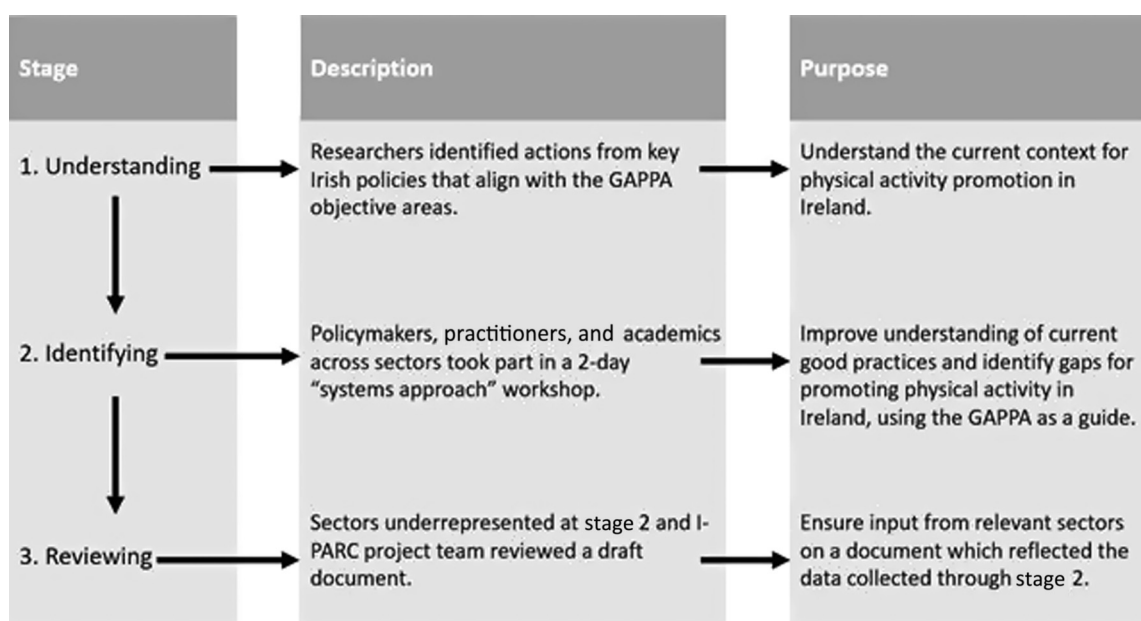 Stage
Description
Purpose
1. Understanding
Researchers identified actions from key
Irish policies that align with the GAPPA
objective areas.
Understand the current context for
physical activity promotion in
Ireland.
2. Identifying
Policymakers, practitioners, and academics
across sectors took part in a 2-day
“systems approach” workshop.
Improve understanding of current
good practices and identify gaps for
promoting physical activity in
Ireland, using the GAPPA as a guide.
3. Reviewing
Sectors underrepresented at stage 2 and I-
PARC project team reviewed a draft
document.
Ensure input from relevant sectors
on a document which reflected the
data collected through stage 2.